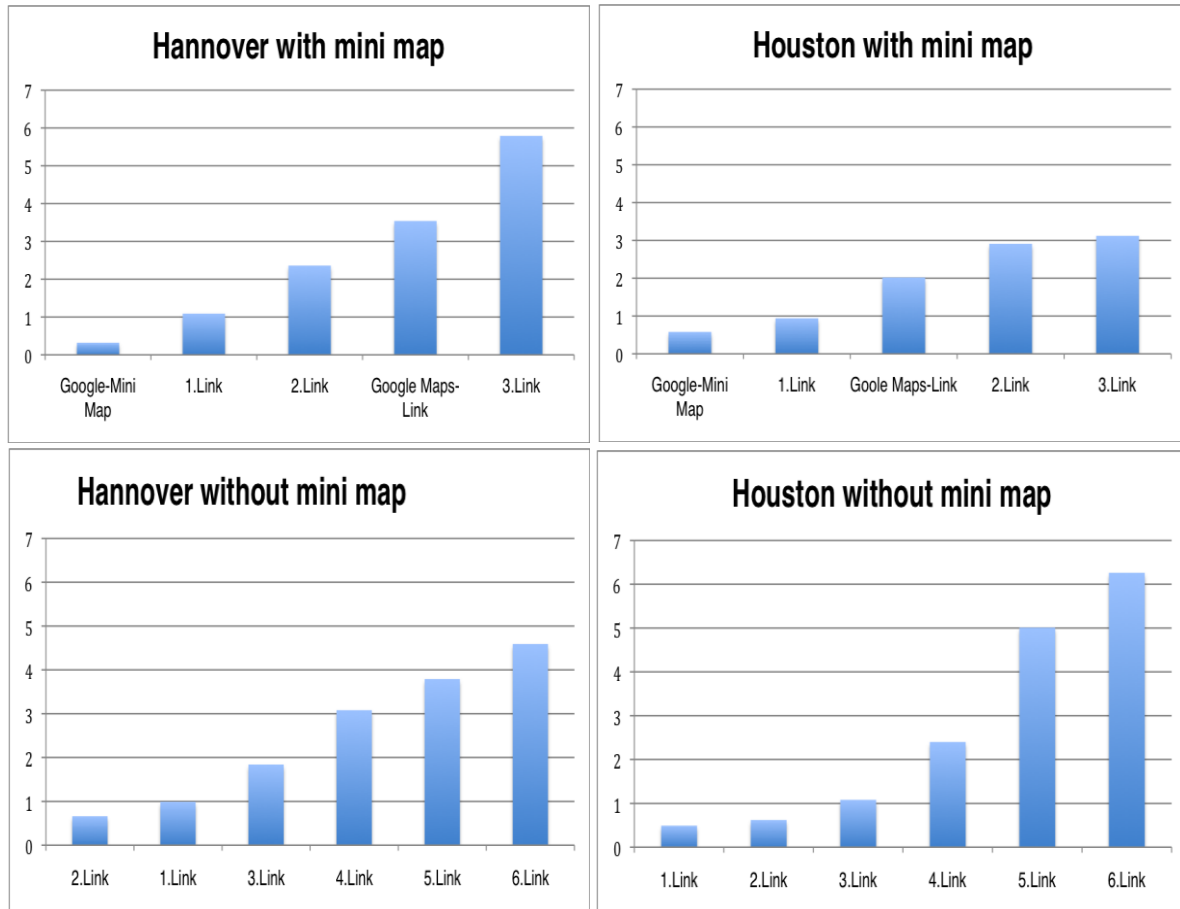 Hannover with mini map
7
6
5
4
3
2
1
0
Google-Mini Map
1.Link
2.Link
Google Maps-Link
3.Link
Houston with mini map
7
6
5
4
3
2
1
0
Google-Mini Map
1.Link
Goole Maps-Link
2.Link
3.Link
Hannover without mini map
7
6
5
4
3
2
1
0
2.Link
1.Link
3.Link
4.Link
5.Link
6.Link
Houston without mini map
7
6
5
4
3
2
1
0
1.Link
2.Link
3.Link
4.Link
5.Link
6.Link